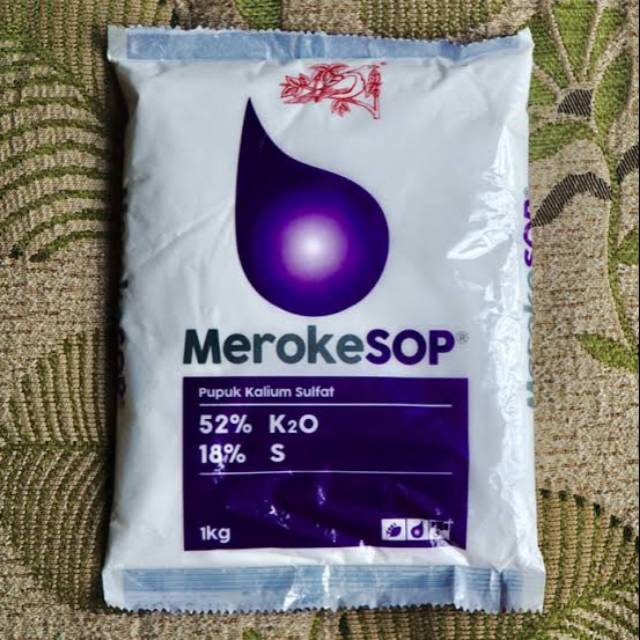 MerokeSOP®
Pupuk Kalium Sulfat
52% K2O
18% S
1kg
MerokeSOP